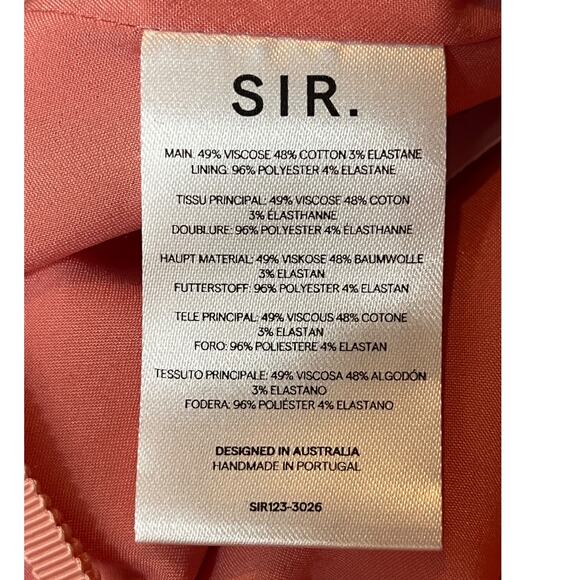 SIR.
MAIN: 49% VISCOSE 48% COTTON 3% ELASTANE
LINING: 96% POLYESTER 4% ELASTANE
TISSU PRINCIPAL: 49% VISCOSE 48% COTON
3% ÉLASTHANNE
DOUBLURE: 96% POLYESTER 4% ÉLASTHANNE
HAUPT MATERIAL: 49% VISKOSE 48% BAUMWOLLE
3% ELASTAN
FUTTERSTOFF: 96% POLYESTER 4% ELASTAN
TELE PRINCIPAL: 49% VISCOUS 48% COTONE
3% ELASTAN
FORO: 96% POLIESTERE 4% ELASTAN
TESSUTO PRINCIPALE: 49% VISCOSA 48% ALGODÓN
3% ELASTANO
FODERA: 96% POLIÉSTER 4% ELASTANO
DESIGNED IN AUSTRALIA
HANDMADE IN PORTUGAL
SIR123-3026